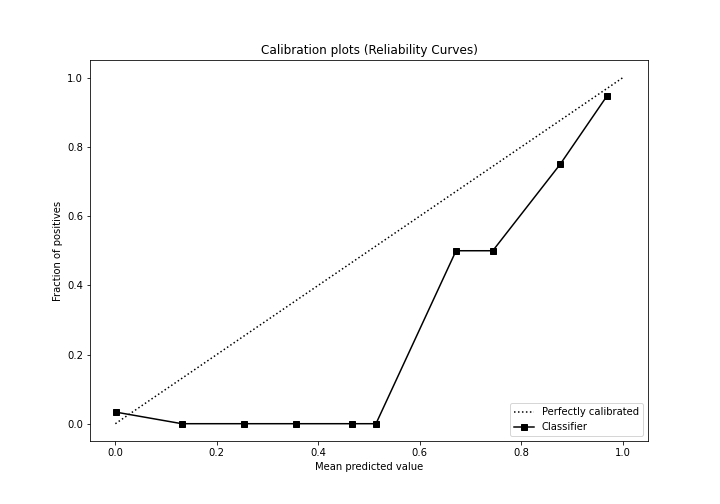 Calibration plots (Reliability Curves)
1.0
0.8
0.6
0.4
0.2
0.0
Fraction of positives
0.0 0.2 0.4 0.6 0.8 1.0
Mean predicted value
Perfectly calibrated
Classifier